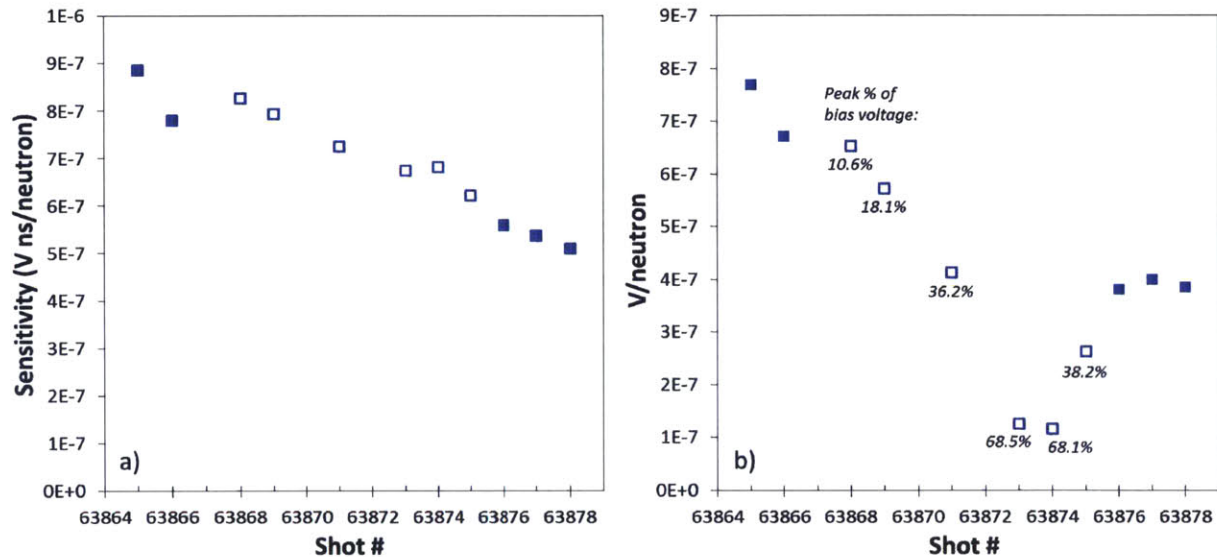 1E-6
9E-7
8E-7
7E-7
6E-7
5E-7
4E-7
3E-7
2E-7
1E-7
0E+0
Sensitivity (V ns/neutron)
a)
63864 63866 63868 63870 63872 63874 63876 63878
Shot #
9E-7
8E-7
7E-7
6E-7
5E-7
4E-7
3E-7
2E-7
1E-7
0E+0
V/neutron
Peak % of
bias voltage:
10.6%
18.1%
36.2%
38.2%
68.5%
68.1%
b)
63864 63866 63868 63870 63872 63874 63876 63878
Shot #